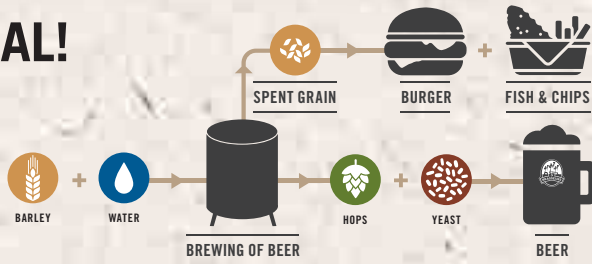 AL!
SPENT GRAIN
BURGER
FISH & CHIPS
BARLEY
WATER
HOPS
YEAST
BREWING OF BEER
BEER